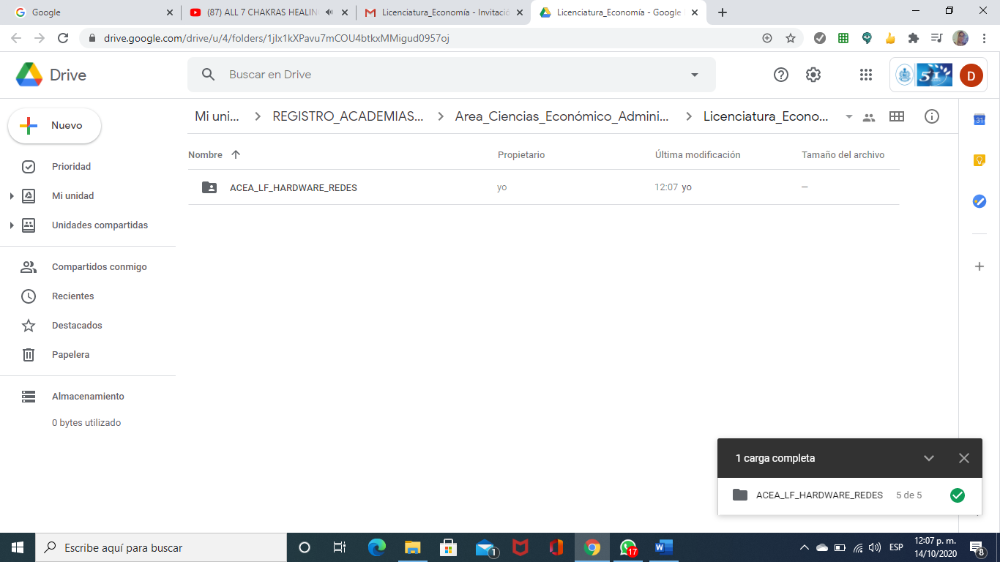 Google
(87) ALL 7 CHAKRAS HEALIN
Licenciatura_Economía - Invitació
Licenciatura_Economía - Google
drive.google.com/drive/u/4/folders/1jlx1kXPavu7mCOU4btkxMMigud0957oj
Drive
Buscar en Drive
51
D
Nuevo
Mi uni...
REGISTRO_ACADEMIAS...
Area_Ciencias_Económico_Admini...
Licenciatura_Econo...
31
Nombre
Propietario
Última modificación
Tamaño del archivo
Prioridad
ACEA_LF_HARDWARE_REDES
yo
12:07 yo
—
Mi unidad
Unidades compartidas
Compartidos conmigo
Recientes
Destacados
Papelera
Almacenamiento
0 bytes utilizado
1 carga completa
ACEA_LF_HARDWARE_REDES
5 de 5
Escribe aquí para buscar
1
17
ESP
12:07 p. m.
14/10/2020
8